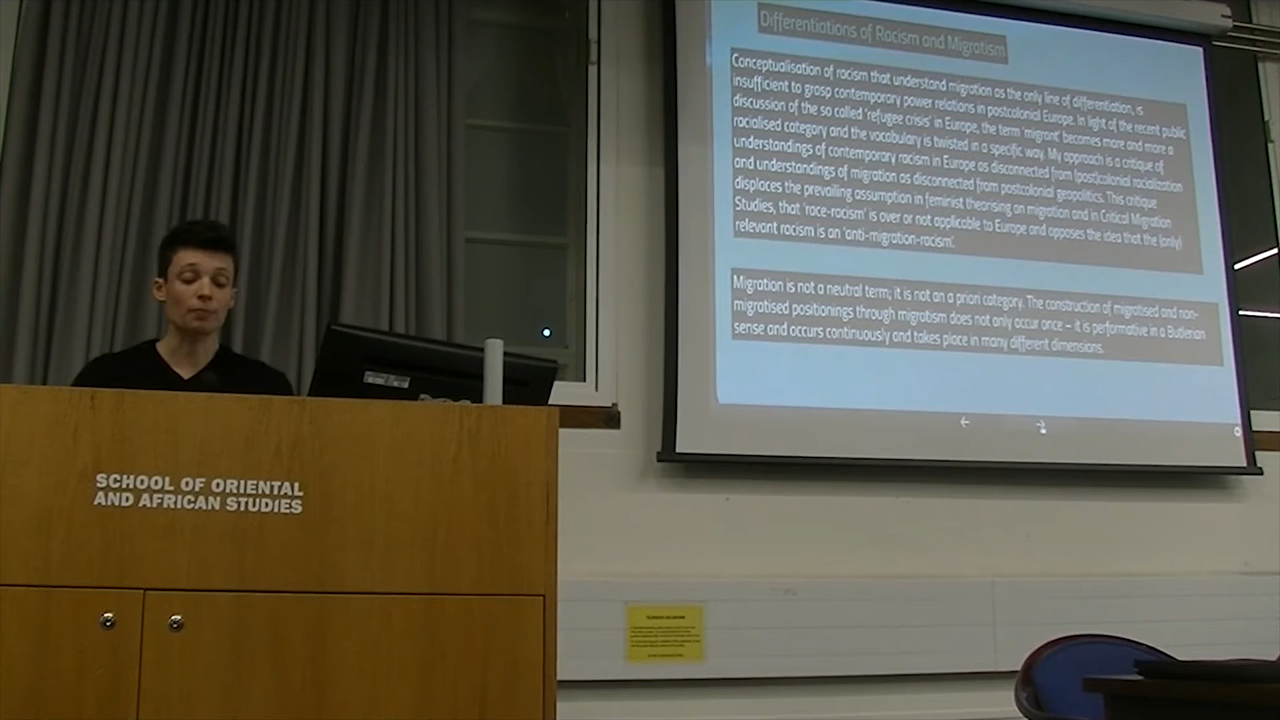 Differentiations of Racism and Migratism
Conceptualisation of racism that understand migration as the only line of differentiation, is
insufficient to grasp contemporary power relations in postcolonial Europe. In light of the recent public
discussion of the so called 'refugee crisis' in Europe, the term 'migrant' becomes more and more a
racialised category and the vocabulary is twisted in a specific way. My approach is a critique of
understandings of contemporary racism in Europe as disconnected from (post)colonial racialization
and understandings of migration as disconnected from postcolonial geopolitics. This critique
displaces the prevailing assumption in feminist theorising on migration and in Critical Migration
Studies, that 'race-racism' is over or not applicable to Europe and opposes the idea that the (only)
relevant racism is an 'anti-migration-racism'.
Migration is not a neutral term; it is not an a priori category. The construction of migratised and non-
migratised positionings through migratism does not only occur once – it is performative in a Butlerian
sense and occurs continuously and takes place in many different dimensions.
SCHOOL OF ORIENTAL
AND AFRICAN STUDIES